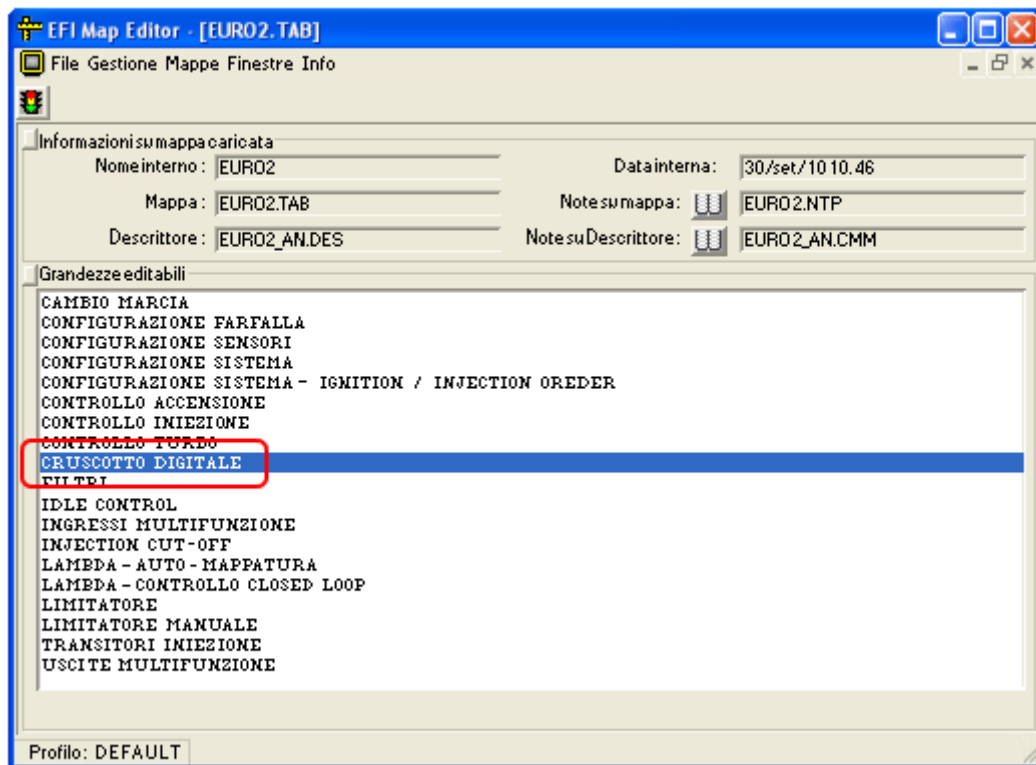 EFI Map Editor - [EURO2.TAB]
File Gestione Mappe Finestre Info
Informazioni su mappa caricata
Nome interno : EURO2 Data interna: 30/set/10 10.46
Mappa : EURO2.TAB Note su mappa: EURO2.NTP
Descrittore : EURO2_AN.DES Note su Descrittore: EURO2_AN.CMM
Grandezze editabili
CAMBIO MARCIA
CONFIGURAZIONE FARFALLA
CONFIGURAZIONE SENSORI
CONFIGURAZIONE SISTEMA
CONFIGURAZIONE SISTEMA - IGNITION / INJECTION OREDER
CONTROLLO ACCENSIONE
CONTROLLO INIEZIONE
CONTROLLO TURBO
CRUSCOTTO DIGITALE
FILTRI
IDLE CONTROL
INGRESSI MULTIFUNZIONE
INJECTION CUT-OFF
LAMBDA - AUTO - MAPPATURA
LAMBDA - CONTROLLO CLOSED LOOP
LIMITATORE
LIMITATORE MANUALE
TRANSITORI INIEZIONE
USCITE MULTIFUNZIONE
Profilo: DEFAULT